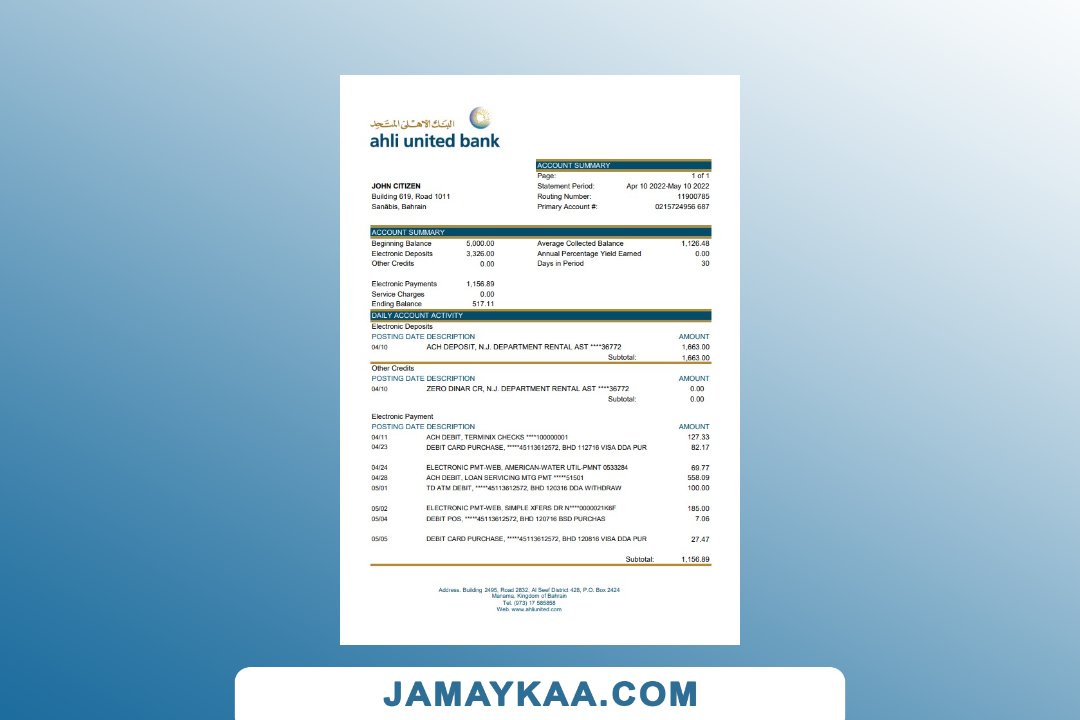 البنك الأهلي المتحد
ahli united bank
ACCOUNT SUMMARY
Page: 1 of 1
JOHN CITIZEN Statement Period: Apr 10 2022-May 10 2022
Building 619, Road 1011 Routing Number: 11900785
Sanābis, Bahrain Primary Account #: 0215724956 687
ACCOUNT SUMMARY
Beginning Balance 5,000.00 Average Collected Balance 1,126.48
Electronic Deposits 3,326.00 Annual Percentage Yield Earned 0.00
Other Credits 0.00 Days in Period 30
Electronic Payments 1,156.89
Service Charges 0.00
Ending Balance 517.11
DAILY ACCOUNT ACTIVITY
Electronic Deposits
POSTING DATE DESCRIPTION AMOUNT
04/10 ACH DEPOSIT, N.J. DEPARTMENT RENTAL AST ****36772 1,663.00
Subtotal: 1,663.00
Other Credits
POSTING DATE DESCRIPTION AMOUNT
04/10 ZERO DINAR CR, N.J. DEPARTMENT RENTAL AST ****36772 0.00
Subtotal: 0.00
Electronic Payment
POSTING DATE DESCRIPTION AMOUNT
04/11 ACH DEBIT, TERMINIX CHECKS ****100000001 127.33
04/23 DEBIT CARD PURCHASE, *****45113612572, BHD 112716 VISA DDA PUR 82.17
04/24 ELECTRONIC PMT-WEB, AMERICAN-WATER UTIL-PMNT 0533284 69.77
04/28 ACH DEBIT, LOAN SERVICING MTG PMT *****51501 558.09
05/01 TD ATM DEBIT, *****45113612572, BHD 120316 DDA WITHDRAW 100.00
05/02 ELECTRONIC PMT-WEB, SIMPLE XFERS DR N****0000021K6F 185.00
05/04 DEBIT POS, *****45113612572, BHD 120716 BSD PURCHAS 7.06
05/05 DEBIT CARD PURCHASE, *****45113612572, BHD 120816 VISA DDA PUR 27.47
Subtotal: 1,156.89
Address. Building 2495, Road 2832, Al Seef District 428, P.O. Box 2424
Manama, Kingdom of Bahrain
Tel. (973) 17 585858
Web. www.ahliunited.com
JAMAYKAA.COM